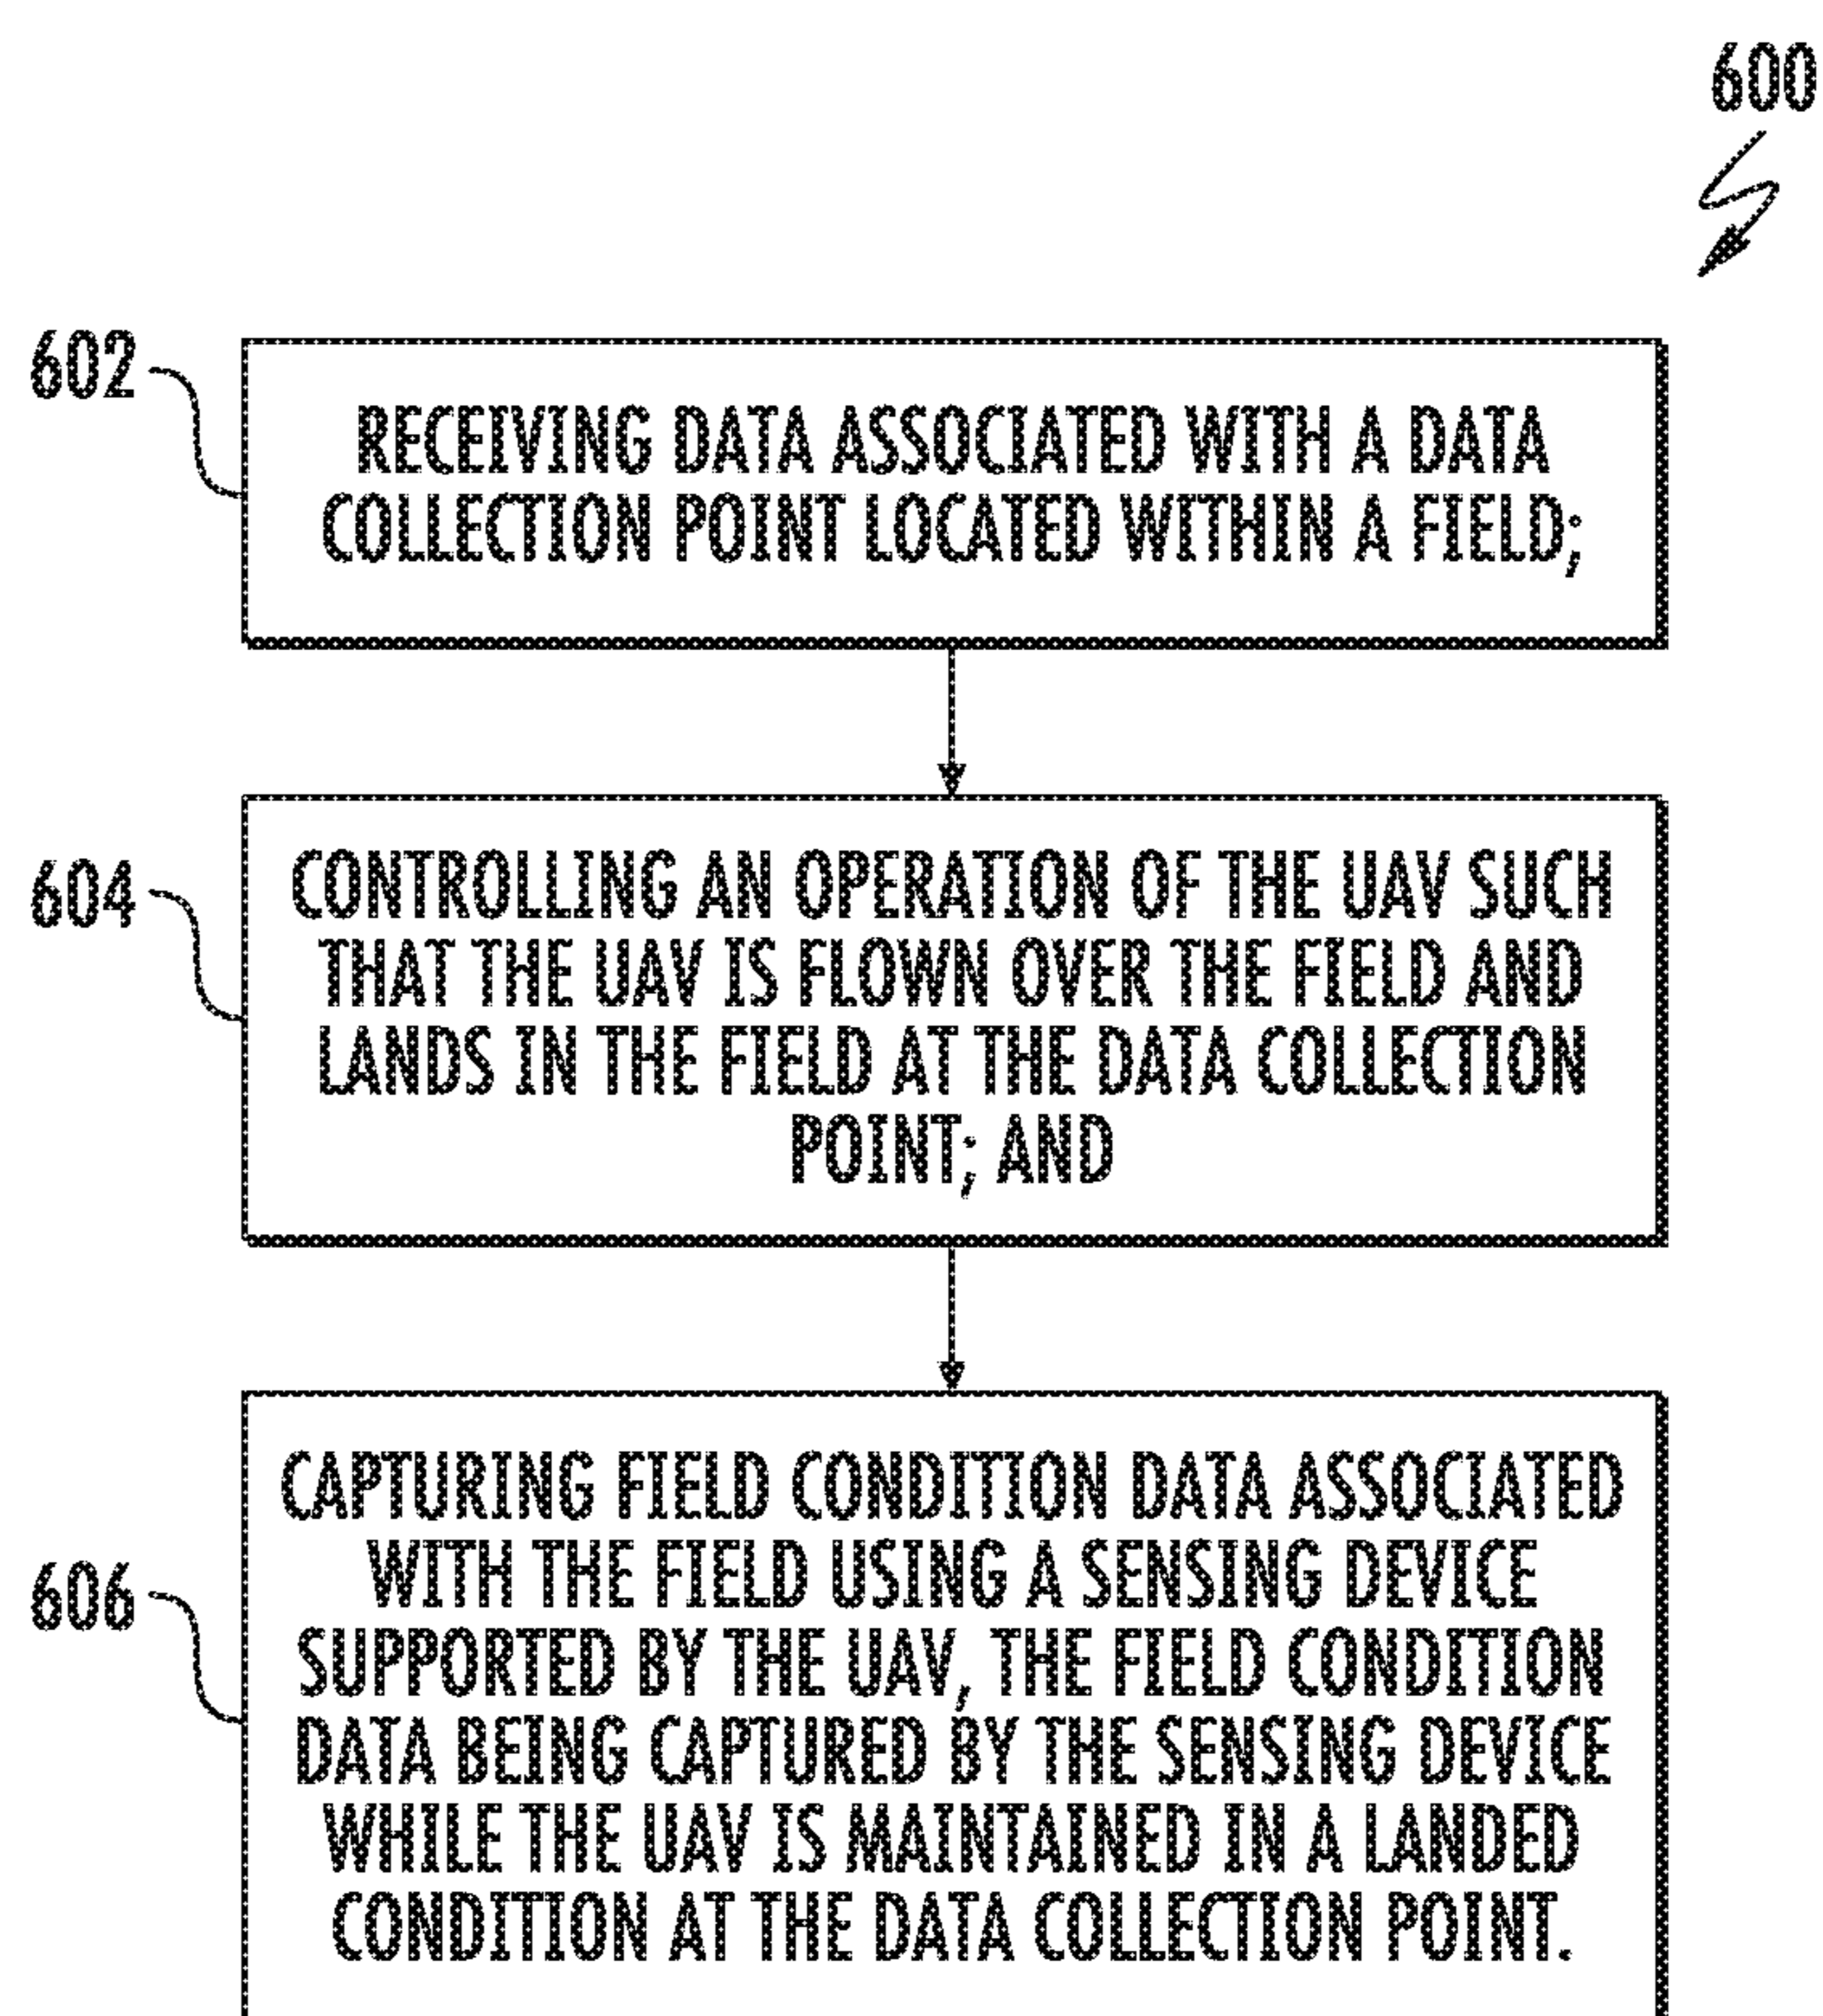 600
602
RECEIVING DATA ASSOCIATED WITH A DATA
COLLECTION POINT LOCATED WITHIN A FIELD;
604
CONTROLLING AN OPERATION OF THE UAV SUCH
THAT THE UAV IS FLOWN OVER THE FIELD AND
LANDS IN THE FIELD AT THE DATA COLLECTION
POINT; AND
606
CAPTURING FIELD CONDITION DATA ASSOCIATED
WITH THE FIELD USING A SENSING DEVICE
SUPPORTED BY THE UAV, THE FIELD CONDITION
DATA BEING CAPTURED BY THE SENSING DEVICE
WHILE THE UAV IS MAINTAINED IN A LANDED
CONDITION AT THE DATA COLLECTION POINT.